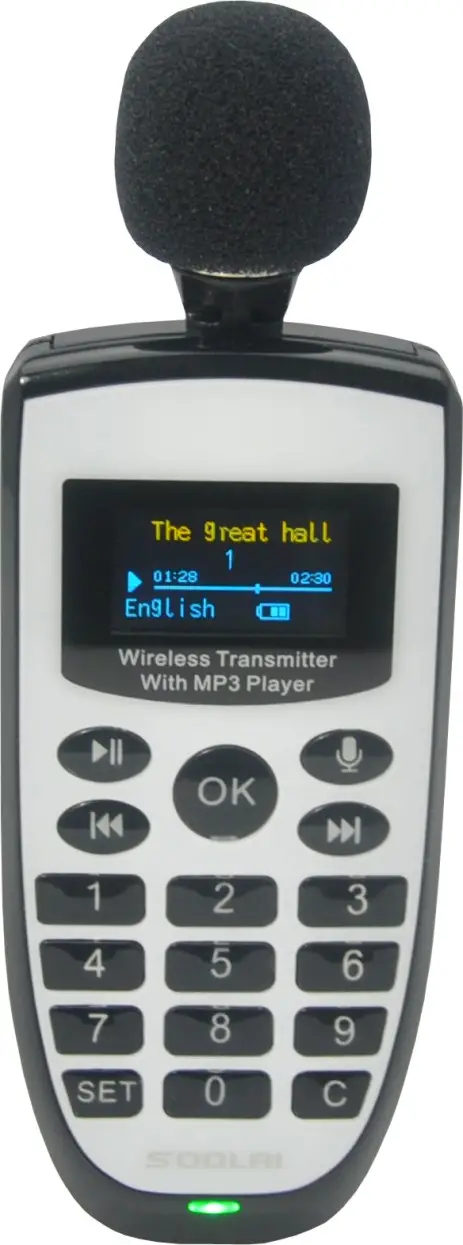 The great hall
1
01:28 02:30
English
Wireless Transmitter
With MP3 Player
OK
1 2 3
4 5 6
7 8 9
SET 0 C
SOOLAI